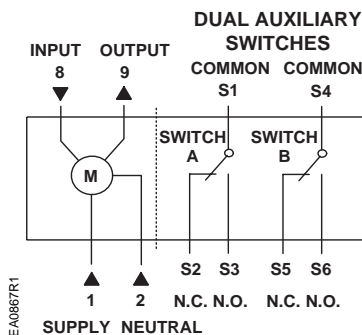 DUAL AUXILIARY
SWITCHES
INPUT OUTPUT
8 9
COMMON COMMON
S1 S4
SWITCH
A
SWITCH
B
M
S2 S3 S5 S6
1 2
N.C. N.O. N.C. N.O.
SUPPLY NEUTRAL
EA0867R1